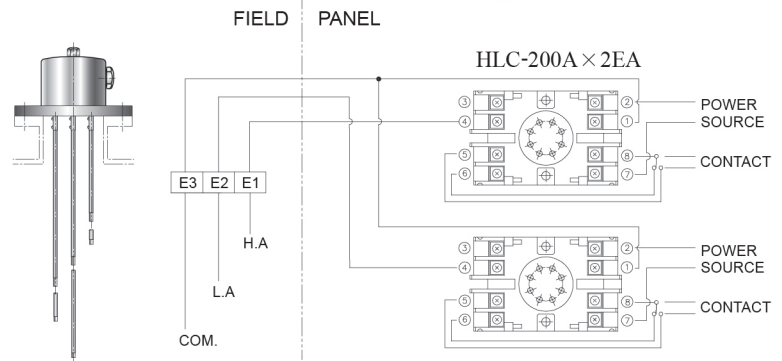 FIELD PANEL
HLC-200A×2EA
③ ② POWER
④ ① SOURCE
⑤ ⑧ CONTACT
⑥ ⑦
E3 E2 E1
H.A
L.A
COM.
③ ② POWER
④ ① SOURCE
⑤ ⑧ CONTACT
⑥ ⑦